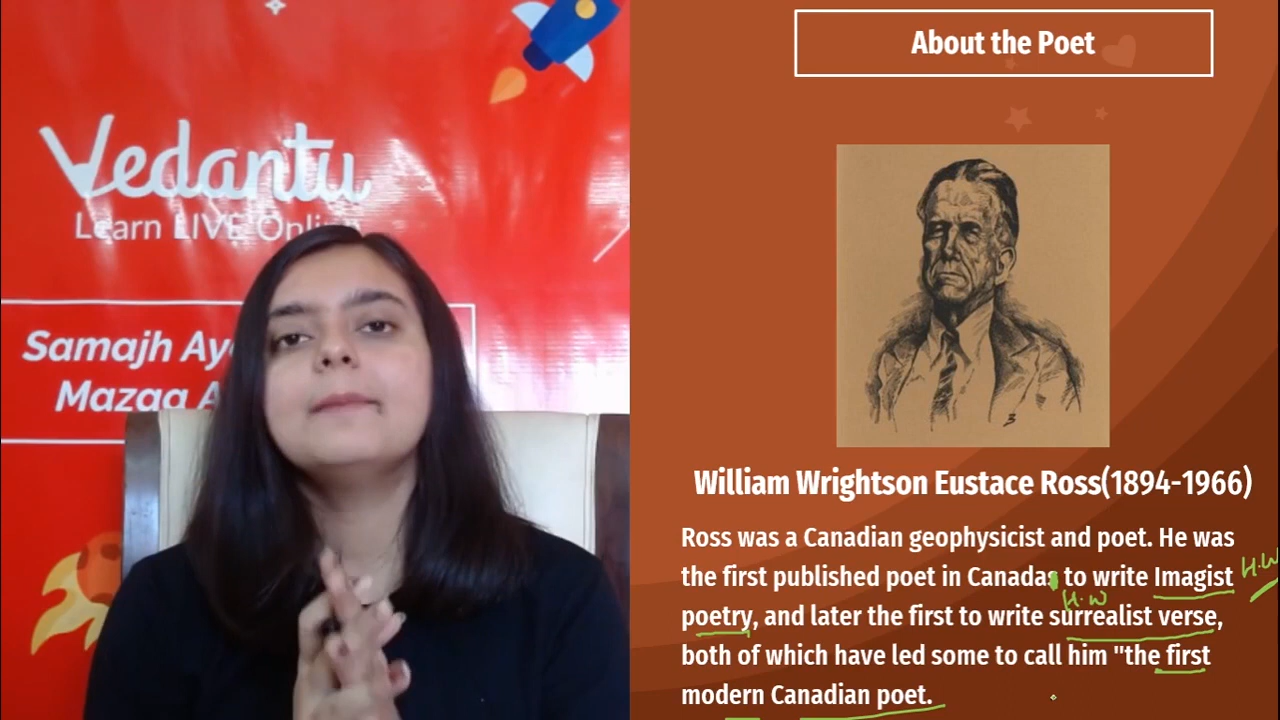 Vedantu
Learn LIVE Online
Samajh Ay
Mazaa A
About the Poet
3
William Wrightson Eustace Ross(1894-1966)
Ross was a Canadian geophysicist and poet. He was
the first published poet in Canadas to write Imagist H.W
H.W
poetry, and later the first to write surrealist verse,
both of which have led some to call him "the first
modern Canadian poet.